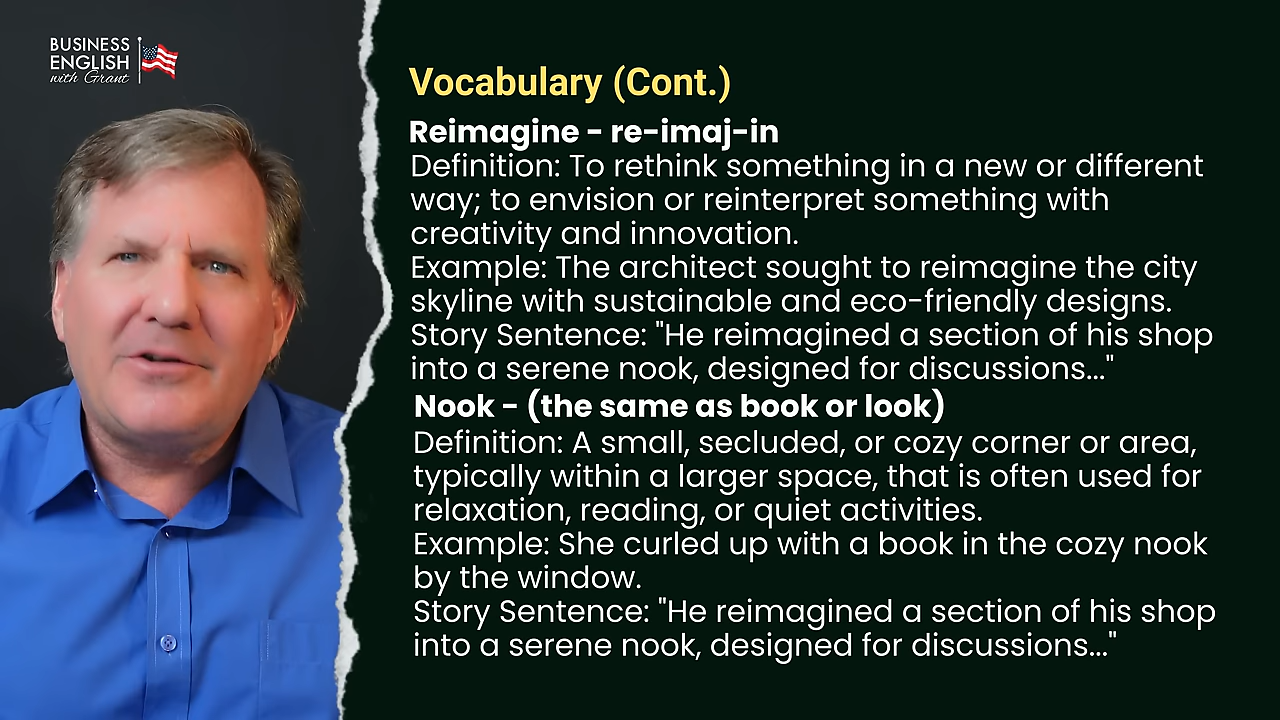 BUSINESS
ENGLISH
with Grant
Vocabulary (Cont.)
Reimagine - re-imaj-in
Definition: To rethink something in a new or different
way; to envision or reinterpret something with
creativity and innovation.
Example: The architect sought to reimagine the city
skyline with sustainable and eco-friendly designs.
Story Sentence: "He reimagined a section of his shop
into a serene nook, designed for discussions..."
Nook - (the same as book or look)
Definition: A small, secluded, or cozy corner or area,
typically within a larger space, that is often used for
relaxation, reading, or quiet activities.
Example: She curled up with a book in the cozy nook
by the window.
Story Sentence: "He reimagined a section of his shop
into a serene nook, designed for discussions..."